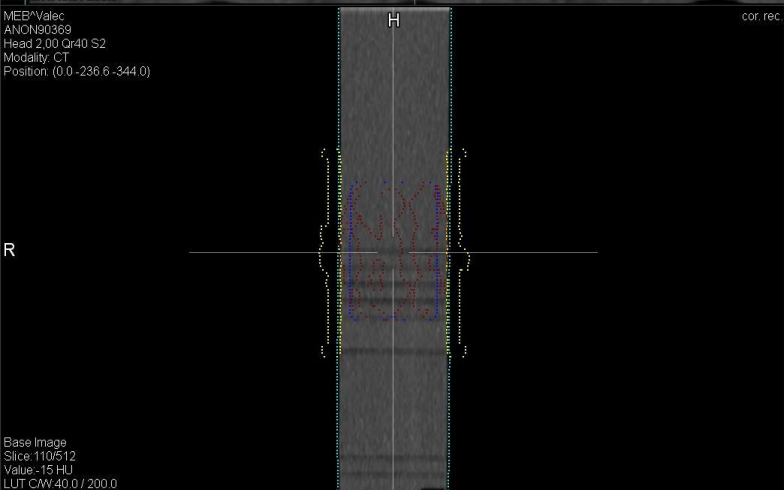 MEB^Valec
ANON90369
Head 2,00 Qr40 S2
Modality: CT
Position: (0.0 -236.6 -344.0)
H
cor. rec.
R
Base Image
Slice:110/512
Value:-15 HU
LUT C/W:40.0 / 200.0